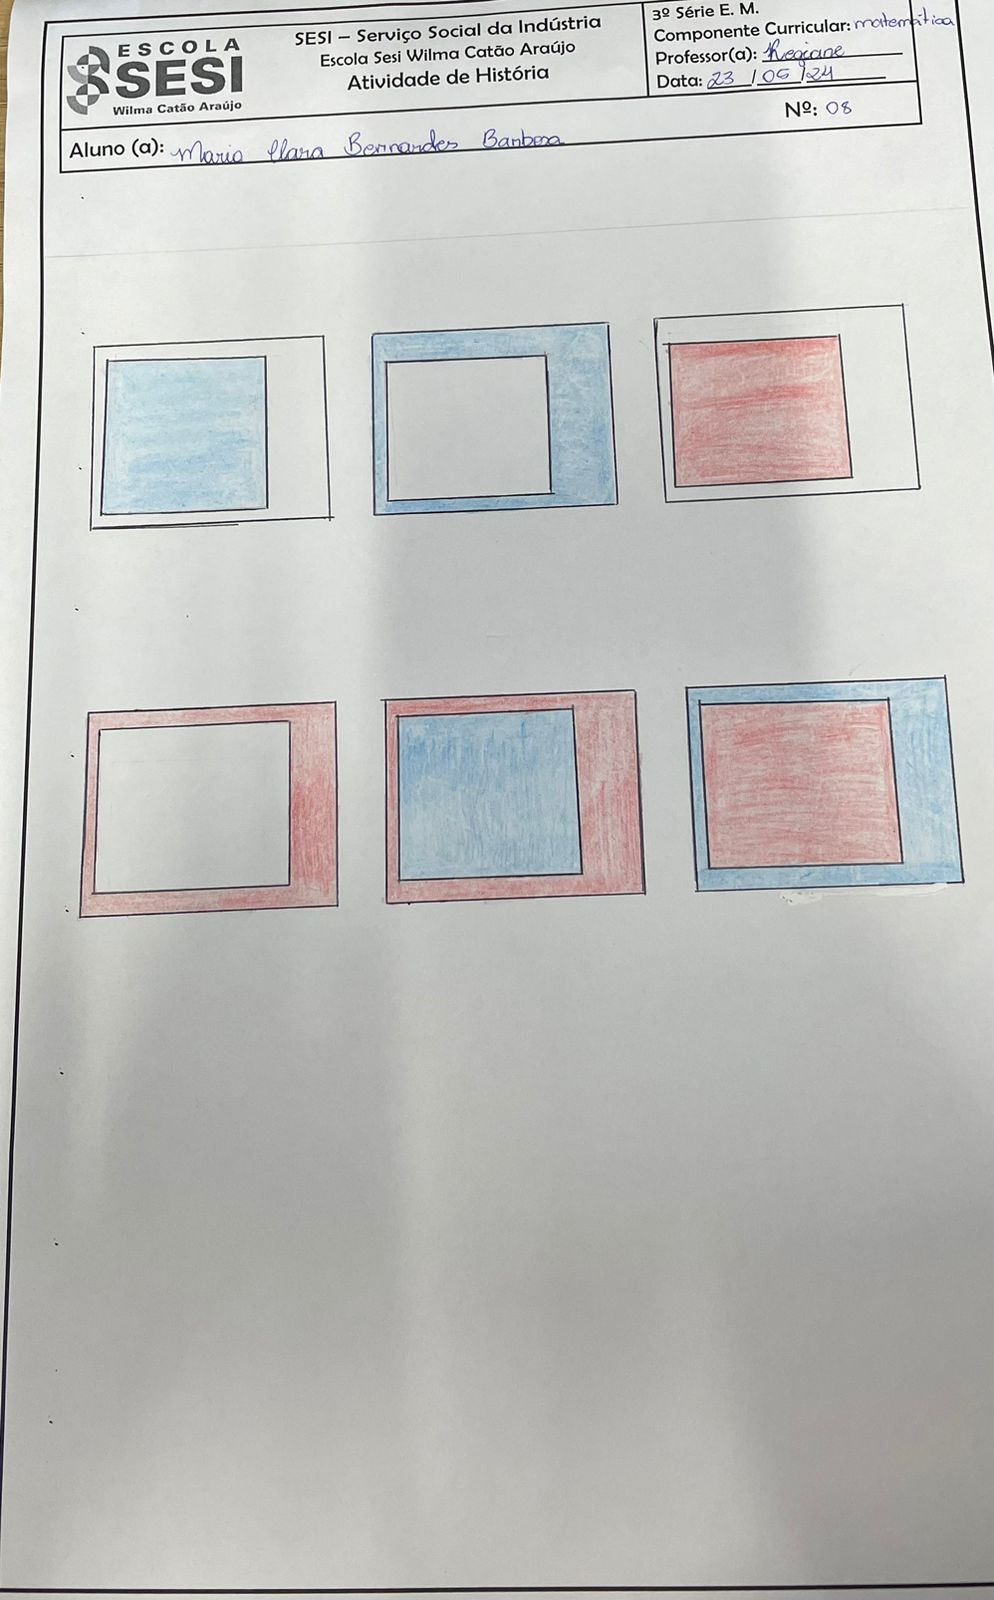 ESCOLA
SESI
Wilma Catão Araújo
SESI – Serviço Social da Indústria
Escola Sesi Wilma Catão Araújo
Atividade de História
3º Série E. M.
Componente Curricular: matemática
Professor(a): Regiane
Data: 23/05/24
Nº: 08
Aluno (a): Maria Clara Bernardes Barbosa